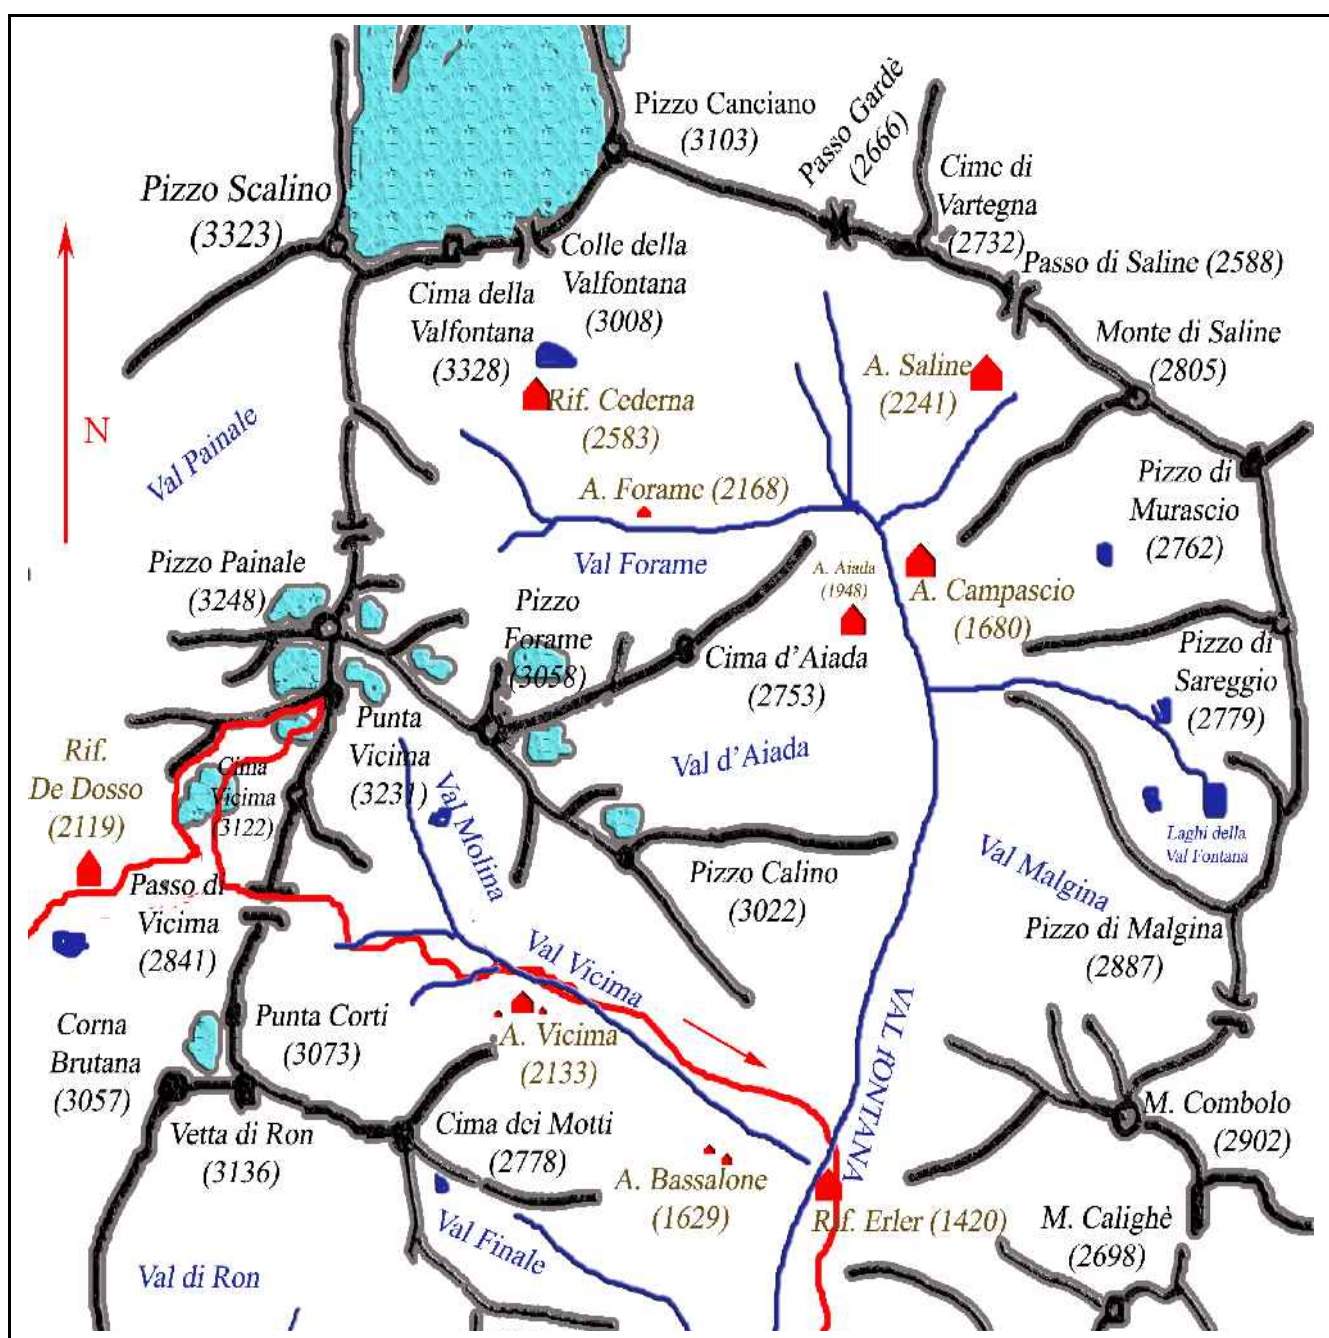 Pizzo Canciano
(3103)
Passo Gardè
(2666)
Cime di
Vartegna
(2732)
Pizzo Scalino
(3323)
Colle della
Valfontana
(3008)
Passo di Saline (2588)
Cima della
Valfontana
(3328)
Monte di Saline
(2805)
A. Saline
(2241)
Rif. Cederna
(2583)
N
Val Painale
Pizzo di
Murascio
(2762)
A. Forame (2168)
Val Forame
Pizzo Painale
(3248)
A. Aiada
(1948)
A. Campascio
(1680)
Pizzo
Forame
(3058)
Cima d'Aiada
(2753)
Pizzo di
Sareggio
(2779)
Punta
Vicima
(3231)
Val d'Aiada
Rif.
De Dosso
(2119)
Cima
Vicima
(3122)
Val Molina
Laghi della
Val Fontana
Val Malgina
Pizzo Calino
(3022)
Passo di
Vicima
(2841)
Val Vicima
Pizzo di Malgina
(2887)
VAL fONTANA
Punta Corti
(3073)
A. Vicima
(2133)
Corna
Brutana
(3057)
Vetta di Ron
(3136)
Cima dei Motti
(2778)
M. Combolo
(2902)
A. Bassalone
(1629)
Rif. Erler (1420)
M. Calighè
(2698)
Val Finale
Val di Ron